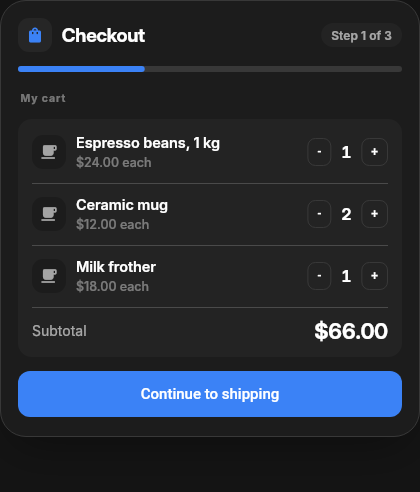 Checkout
Step 1 of 3
My cart
Espresso beans, 1 kg
$24.00 each
- 1 +
Ceramic mug
$12.00 each
- 2 +
Milk frother
$18.00 each
- 1 +
Subtotal $66.00
Continue to shipping